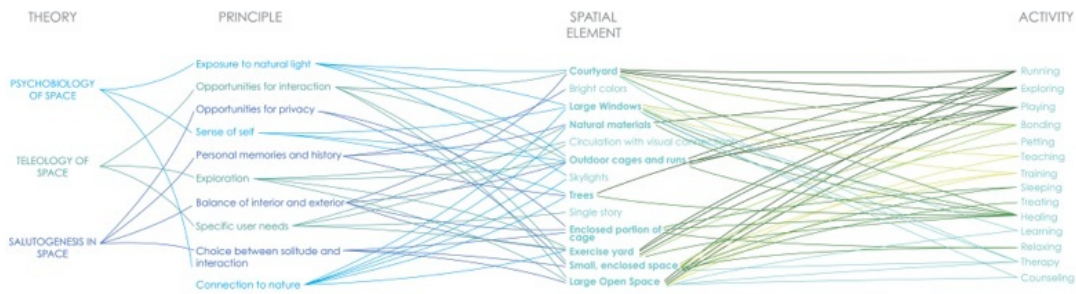 THEORY
PRINCIPLE
SPATIAL
ELEMENT
ACTIVITY
PSYCHOBIOLOGY
OF SPACE
TELEOLOGY OF
SPACE
SALUTOGENESIS IN
SPACE
Exposure to natural light
Opportunities for interaction
Opportunities for privacy
Sense of self
Personal memories and history
Exploration
Balance of interior and exterior
Specific user needs
Choice between solitude and
interaction
Connection to nature
Courtyard
Bright colors
Large Windows
Natural materials
Circulation with visual
Outdoor cages and runs
Skylights
Trees
Single story
Enclosed portion of
cage
Exercise yard
Small, enclosed space
Large Open Space
Running
Exploring
Playing
Bonding
Petting
Teaching
Training
Sleeping
Treating
Healing
Learning
Relaxing
Therapy
Counseling